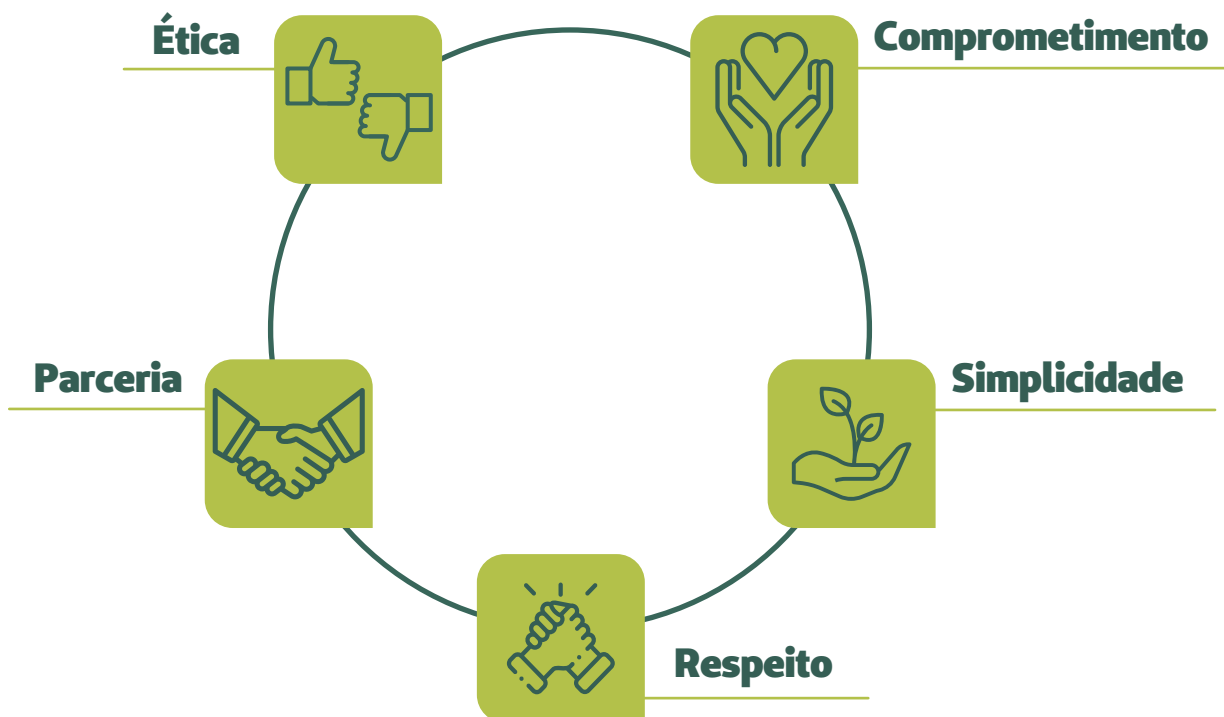 Ética
Comprometimento
Parceria
Simplicidade
Respeito